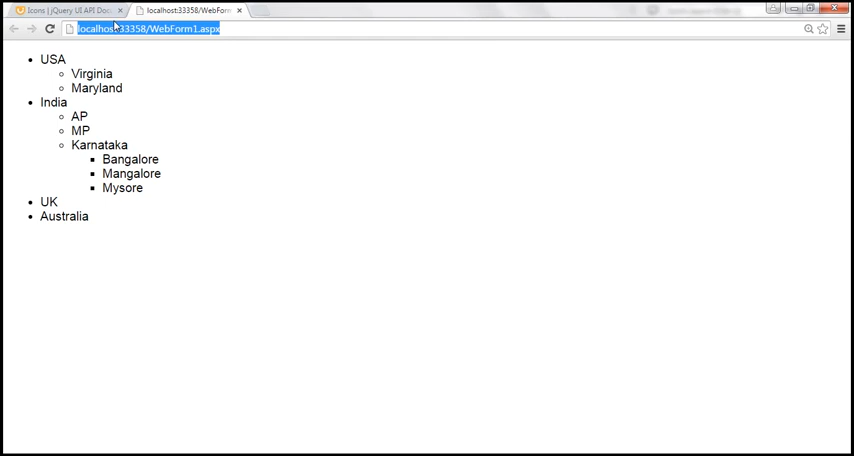 Icons | jQuery UI API Doc
localhost:33358/WebForm
localhost:33358/WebForm1.aspx
USA
Virginia
Maryland
India
AP
MP
Karnataka
Bangalore
Mangalore
Mysore
UK
Australia